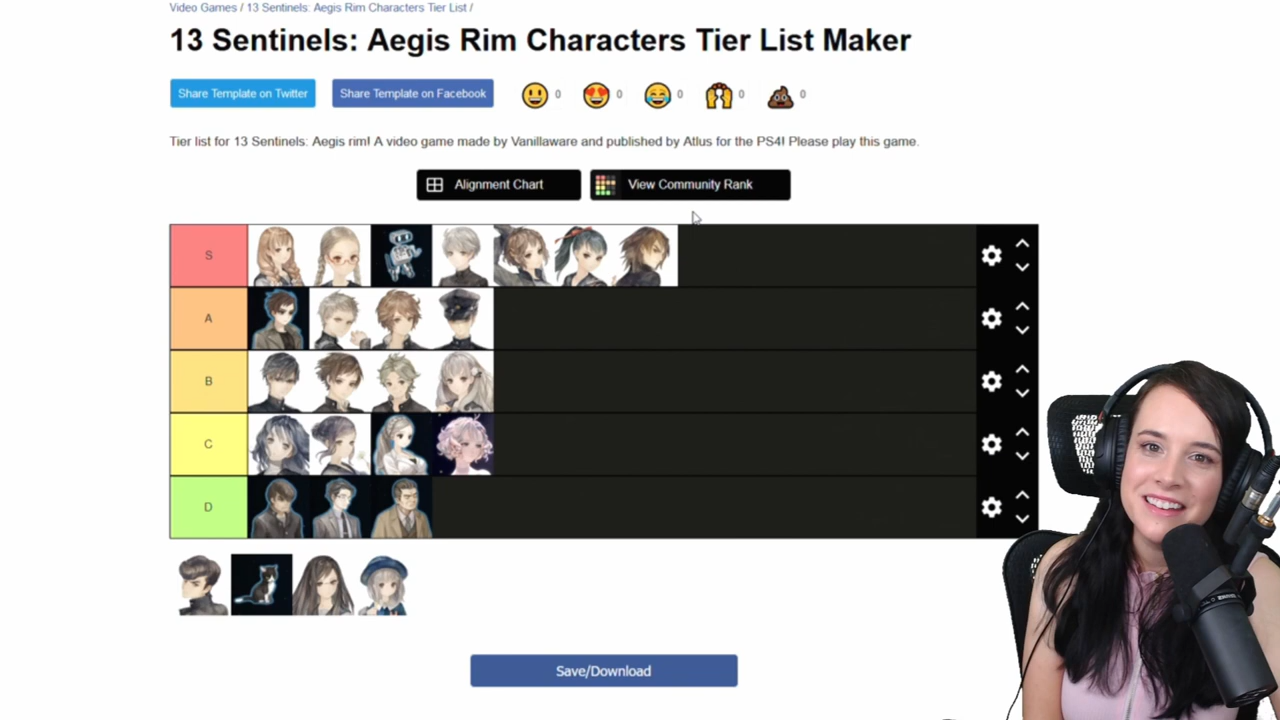 Video Games / 13 Sentinels: Aegis Rim Characters Tier List /
13 Sentinels: Aegis Rim Characters Tier List Maker
Share Template on Twitter
Share Template on Facebook
0
0
0
0
0
Tier list for 13 Sentinels: Aegis rim! A video game made by Vanillaware and published by Atlus for the PS4! Please play this game.
Alignment Chart
View Community Rank
S
A
B
C
D
Save/Download